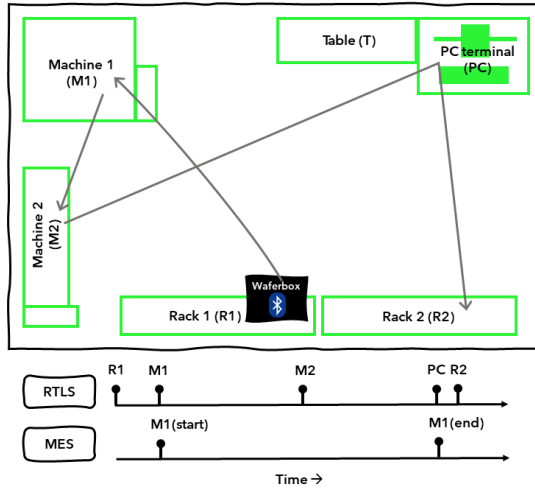 Table (T)
PC terminal
(PC)
Machine 1
(M1)
Machine 2
(M2)
Waferbox
Rack 1 (R1)
Rack 2 (R2)
R1
M1
M2
PC
R2
RTLS
M1(start)
M1(end)
MES
Time →